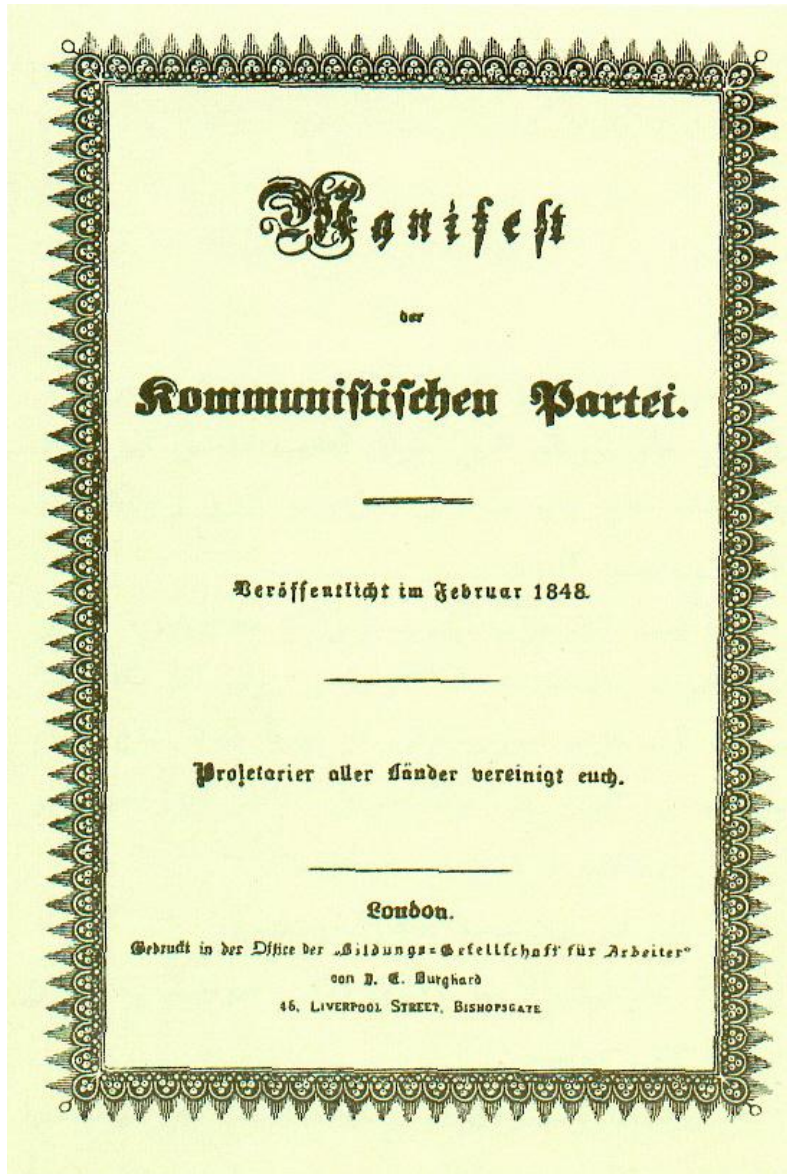 Manifest
der
Kommunistischen Partei.
Veröffentlicht im Februar 1848.
Proletarier aller Länder vereinigt euch.
London.
Gedruckt in der Office der „Bildungs=Gesellschaft für Arbeiter“
von J. E. Burghard
46, LIVERPOOL STREET, BISHOPSGATE